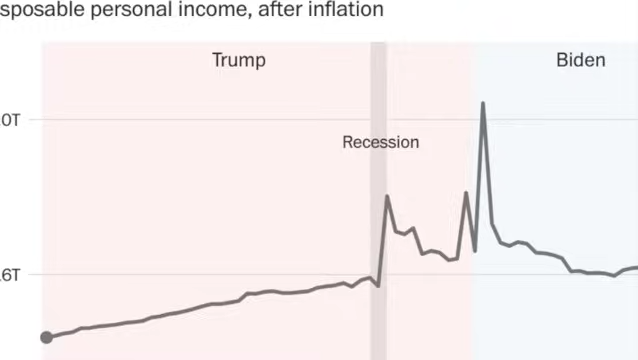 sposable personal income, after inflation
Trump
Biden
0T
Recession
6T